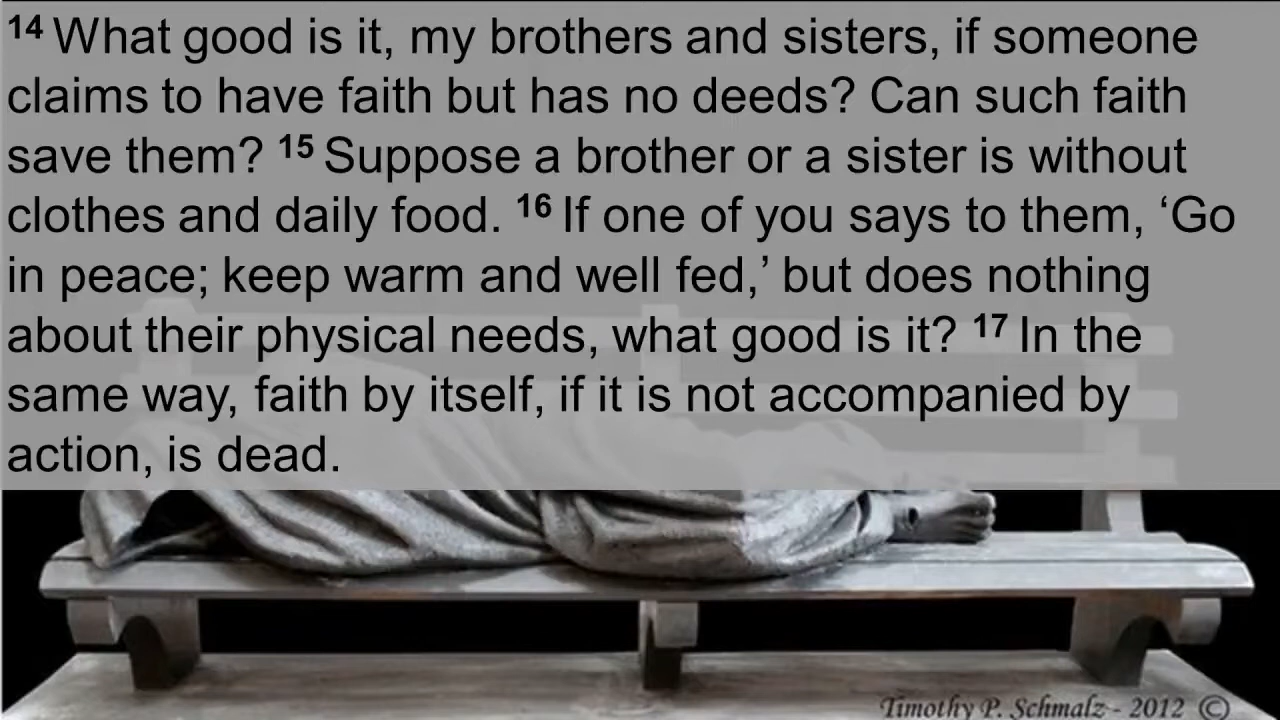 14 What good is it, my brothers and sisters, if someone
claims to have faith but has no deeds? Can such faith
save them? 15 Suppose a brother or a sister is without
clothes and daily food. 16 If one of you says to them, ‘Go
in peace; keep warm and well fed,’ but does nothing
about their physical needs, what good is it? 17 In the
same way, faith by itself, if it is not accompanied by
action, is dead.
Timothy P. Schmalz - 2012 ©